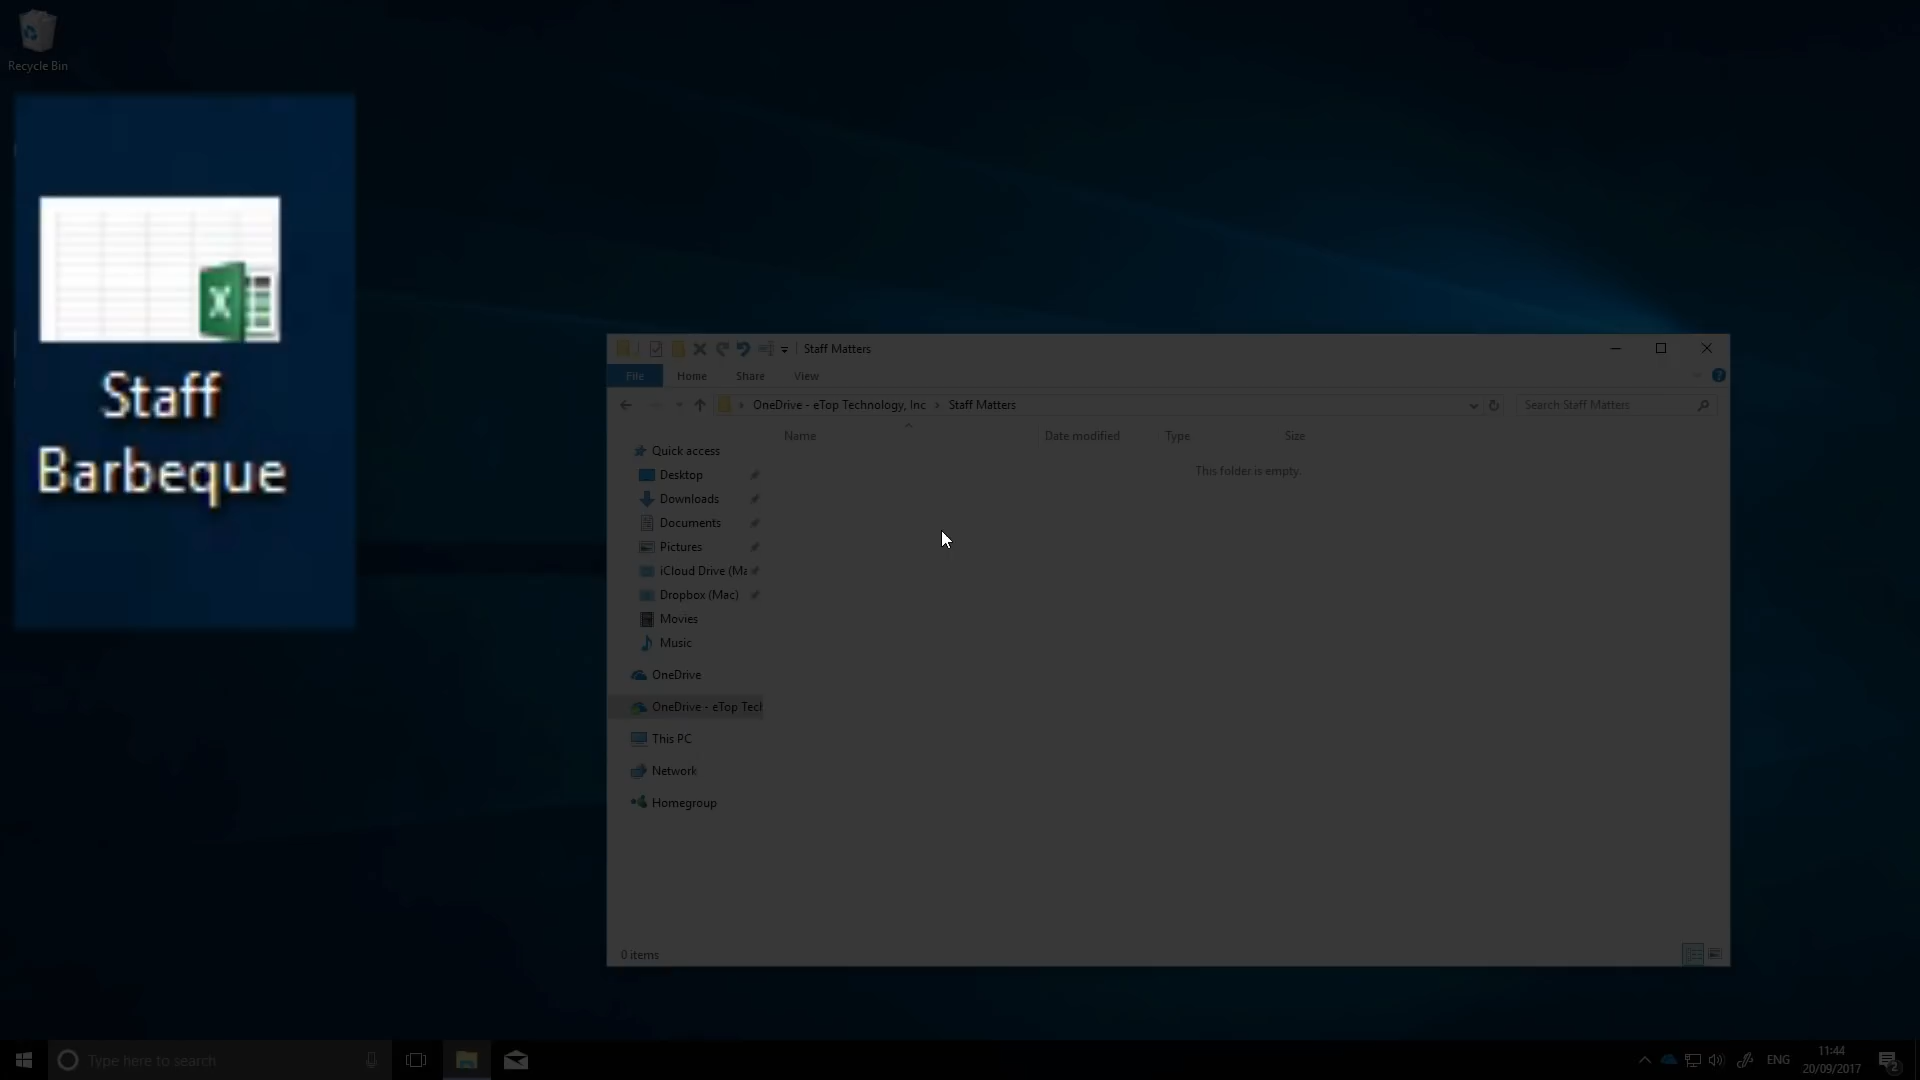 Recycle Bin
Staff
Barbeque
Staff Matters
File Home Share View
OneDrive - eTop Technology, Inc Staff Matters
Search Staff Matters
Name Date modified Type Size
This folder is empty.
Quick access
Desktop
Downloads
Documents
Pictures
iCloud Drive (Ma
Dropbox (Mac)
Movies
Music
OneDrive
OneDrive - eTop Tech
This PC
Network
Homegroup
0 items
Type here to search
ENG
11:44
20/09/2017
2